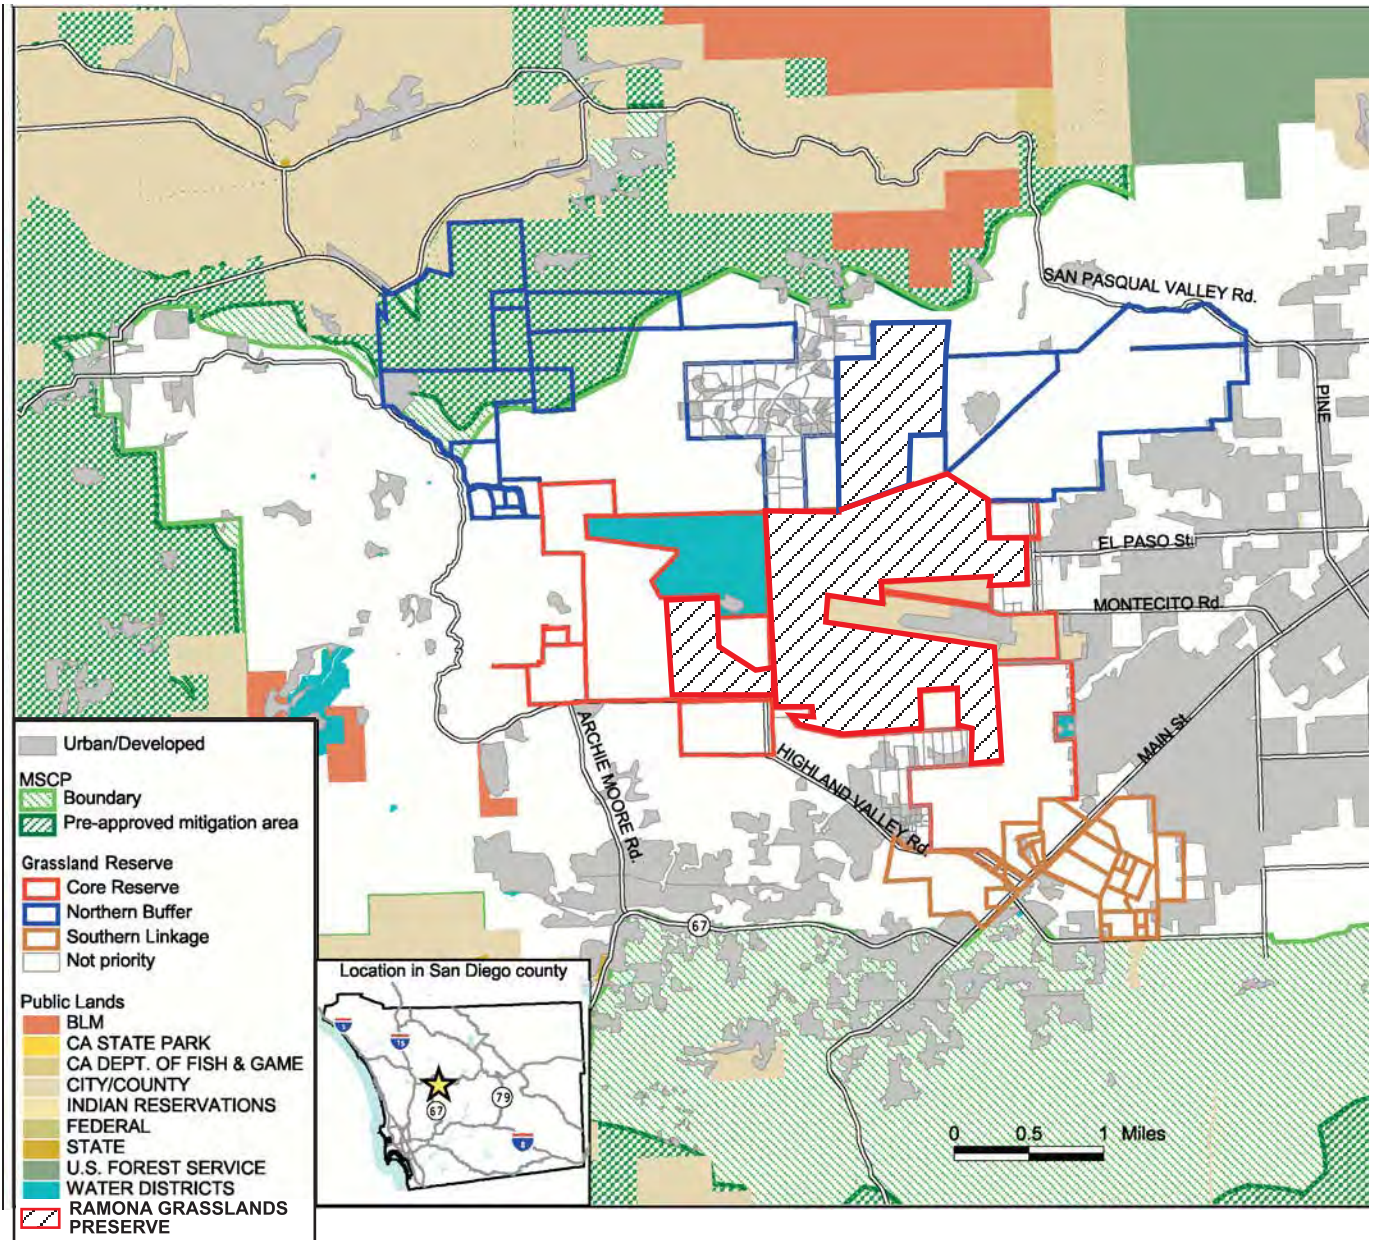 SAN PASQUAL VALLEY Rd.
PINE
EL PASO St.
MONTECITO Rd.
MAIN St.
ARCHIE MOORE Rd.
HIGHLAND VALLEY Rd.
67
Urban/Developed
MSCP
Boundary
Pre-approved mitigation area
Grassland Reserve
Core Reserve
Northern Buffer
Southern Linkage
Not priority
Public Lands
BLM
CA STATE PARK
CA DEPT. OF FISH & GAME
CITY/COUNTY
INDIAN RESERVATIONS
FEDERAL
STATE
U.S. FOREST SERVICE
WATER DISTRICTS
RAMONA GRASSLANDS
PRESERVE
Location in San Diego county
5
15
67
79
8
0 0.5 1 Miles